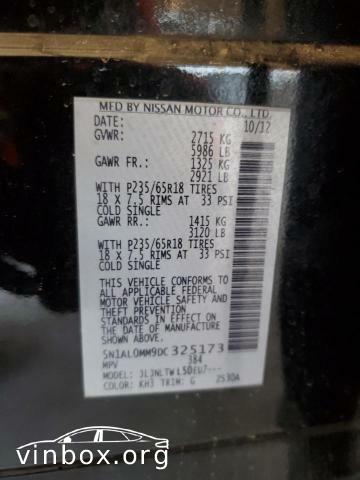 MFD BY NISSAN MOTOR CO., LTD.
DATE: 10/12
GVWR: 2715 KG
5986 LB
GAWR FR.: 1325 KG
2921 LB
WITH P235/65R18 TIRES
18 X 7.5 RIMS AT 33 PSI
COLD SINGLE
GAWR RR.: 1415 KG
3120 LB
WITH P235/65R18 TIRES
18 X 7.5 RIMS AT 33 PSI
COLD SINGLE
THIS VEHICLE CONFORMS TO
ALL APPLICABLE FEDERAL
MOTOR VEHICLE SAFETY AND
THEFT PREVENTION
STANDARDS IN EFFECT ON
THE DATE OF MANUFACTURE
SHOWN ABOVE.
5N1AL0MM9DC325173
MPV 384
MODEL:
COLOR: KH3 TRIM: G 2530A
vinbox.org